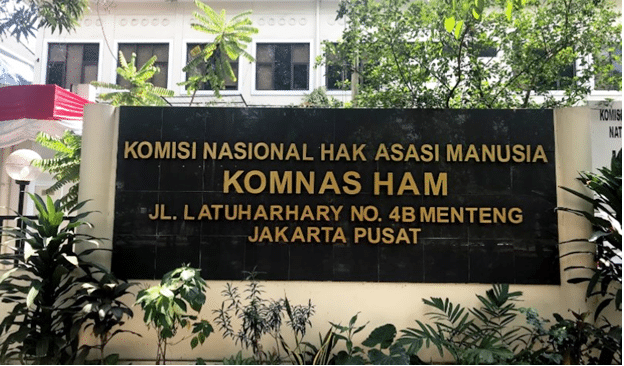 KOMISI NASIONAL HAK ASASI MANUSIA
KOMNAS HAM
JL. LATUHARHARY NO. 4B MENTENG
JAKARTA PUSAT